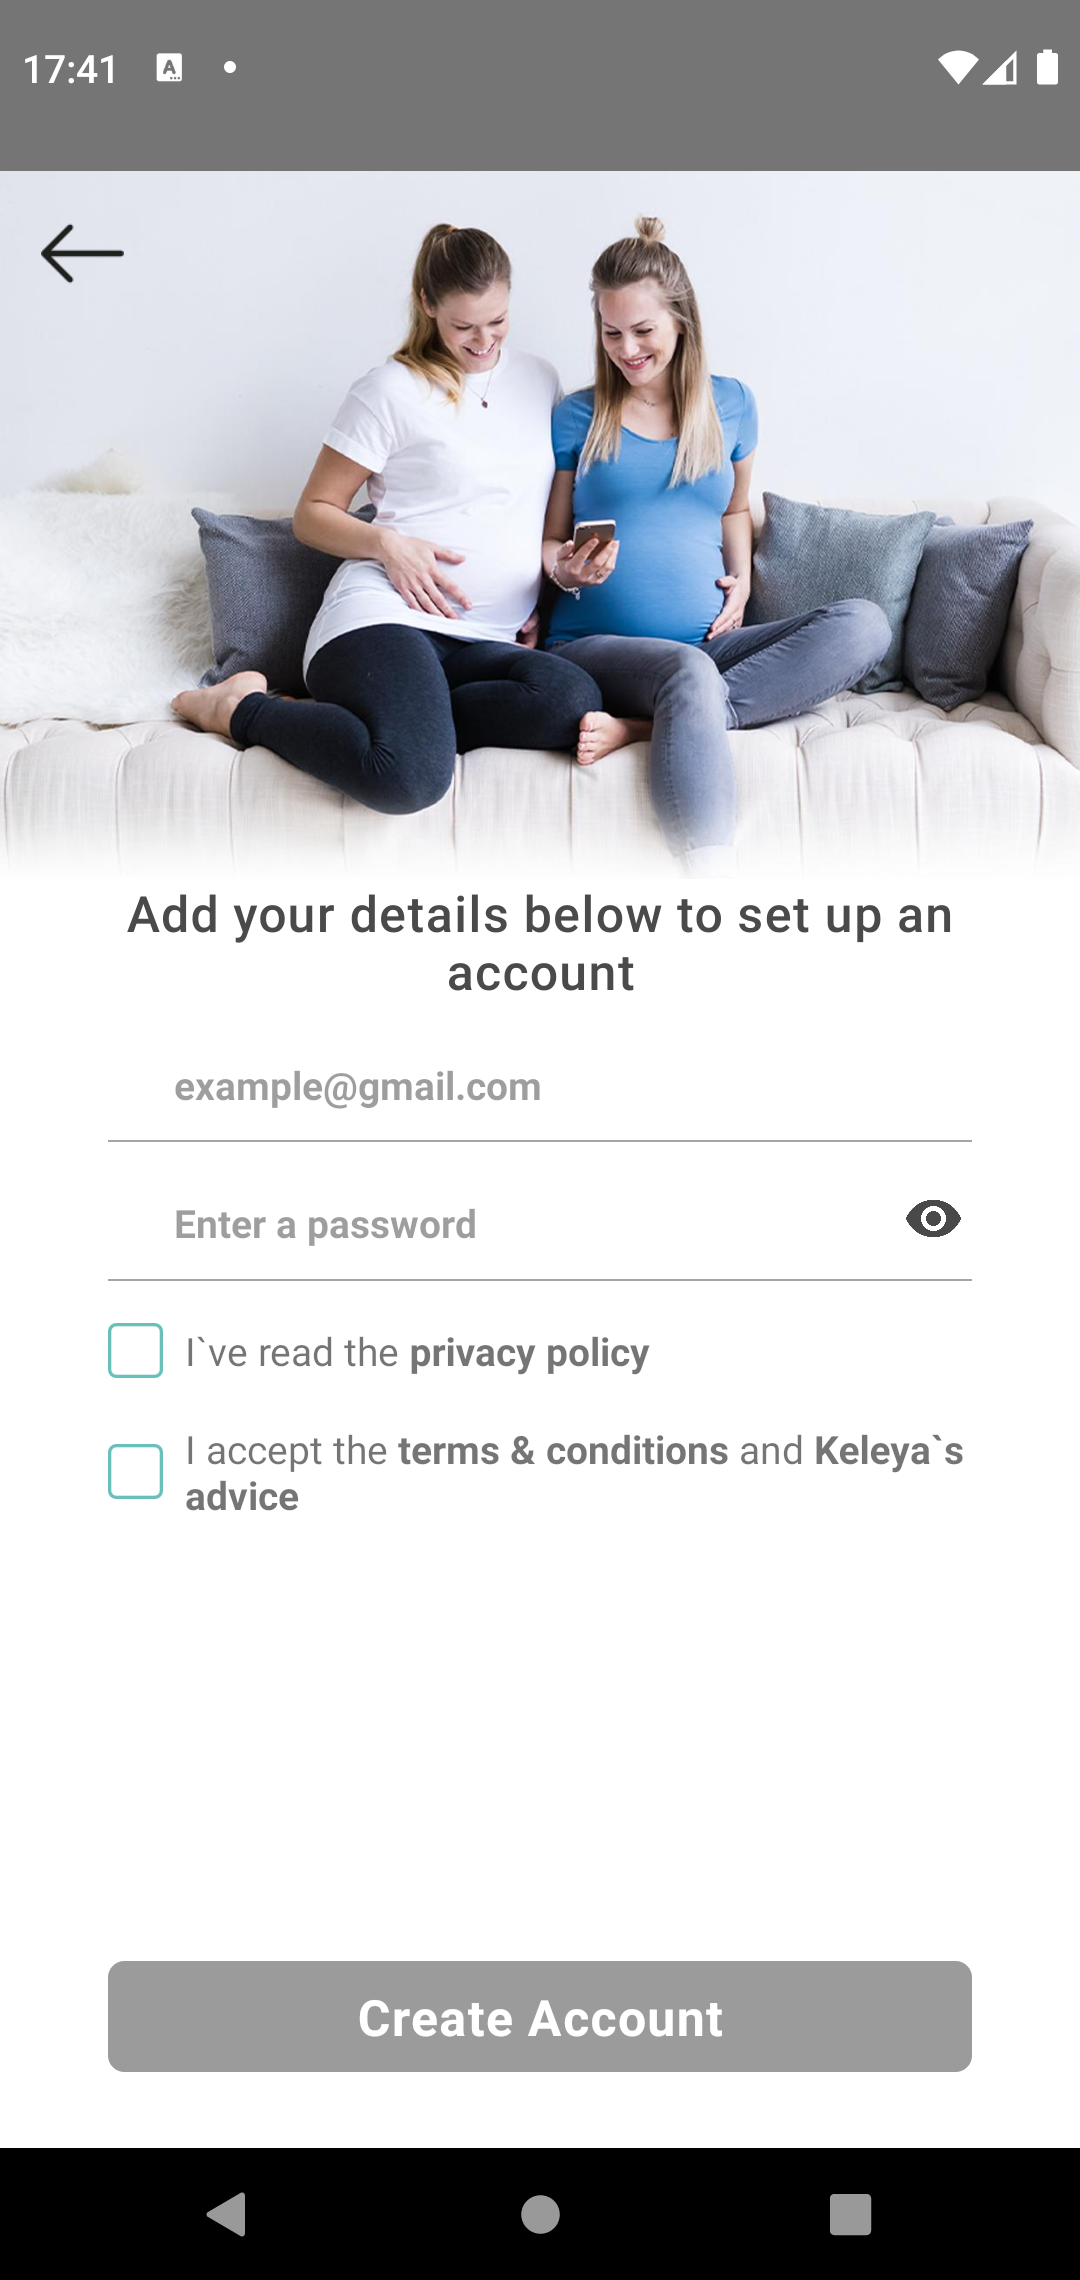 17:41
Add your details below to set up an
account
example@gmail.com
Enter a password
I`ve read the privacy policy
I accept the terms & conditions and Keleya`s
advice
Create Account